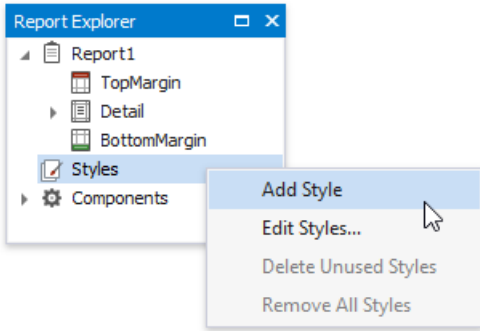 Report Explorer
Report1
TopMargin
Detail
BottomMargin
Styles
Components
Add Style
Edit Styles...
Delete Unused Styles
Remove All Styles